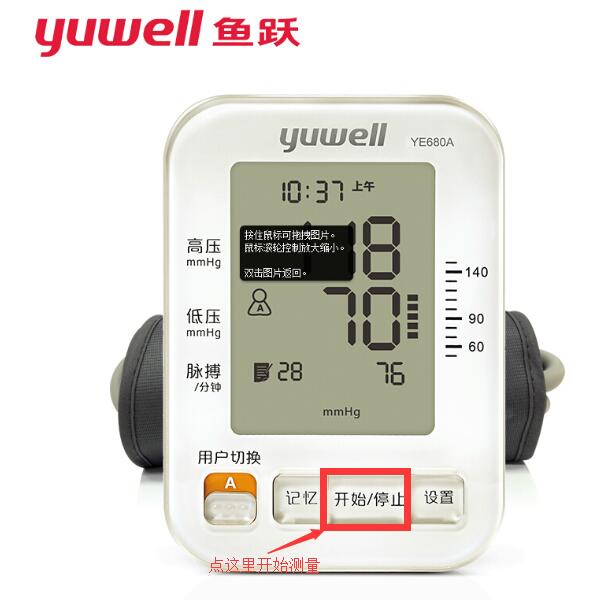 yuwell 鱼跃
yuwell YE680A
10:37 上午
按住鼠标可拖拽图片。
鼠标滚轮控制放大缩小。
双击图片返回。
高压
mmHg
低压
mmHg
70
A
140
90
60
脉搏
/分钟
28
76
mmHg
用户切换
A
记忆
开始/停止
设置
点这里开始测量